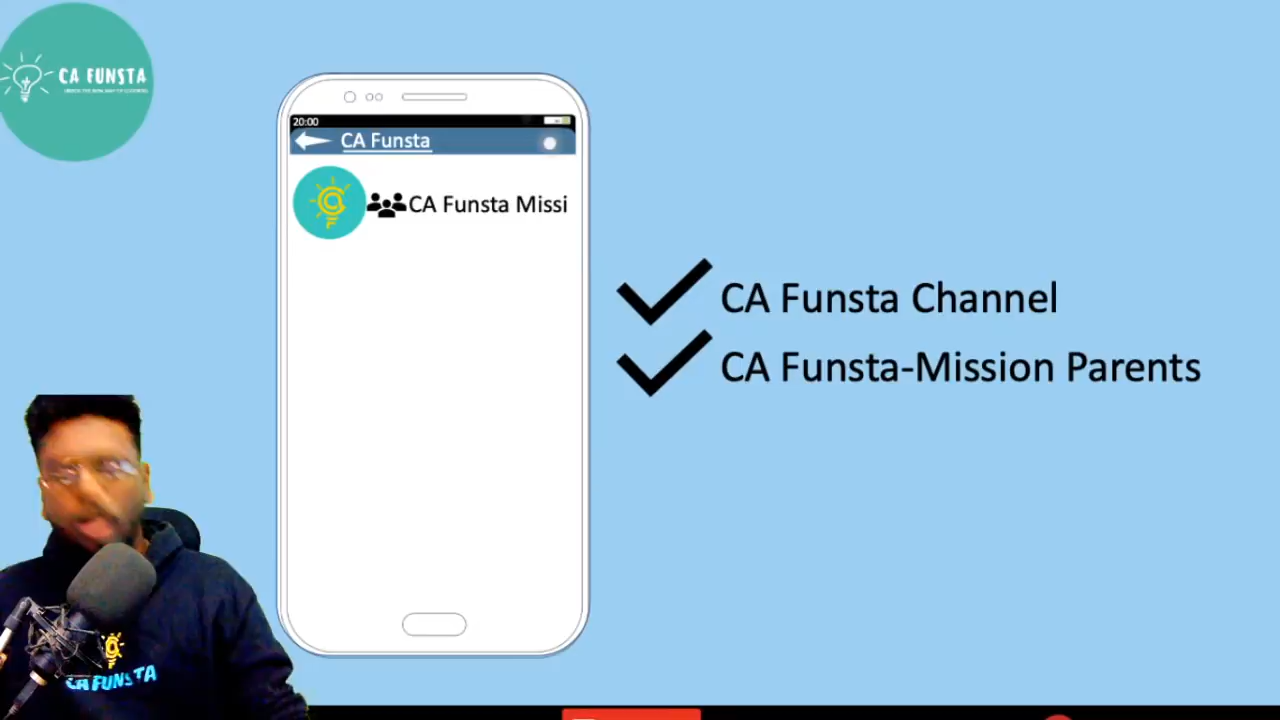 CA FUNSTA
20:00
CA Funsta
CA Funsta Missi
CA Funsta Channel
CA Funsta-Mission Parents
CA FUNSTA